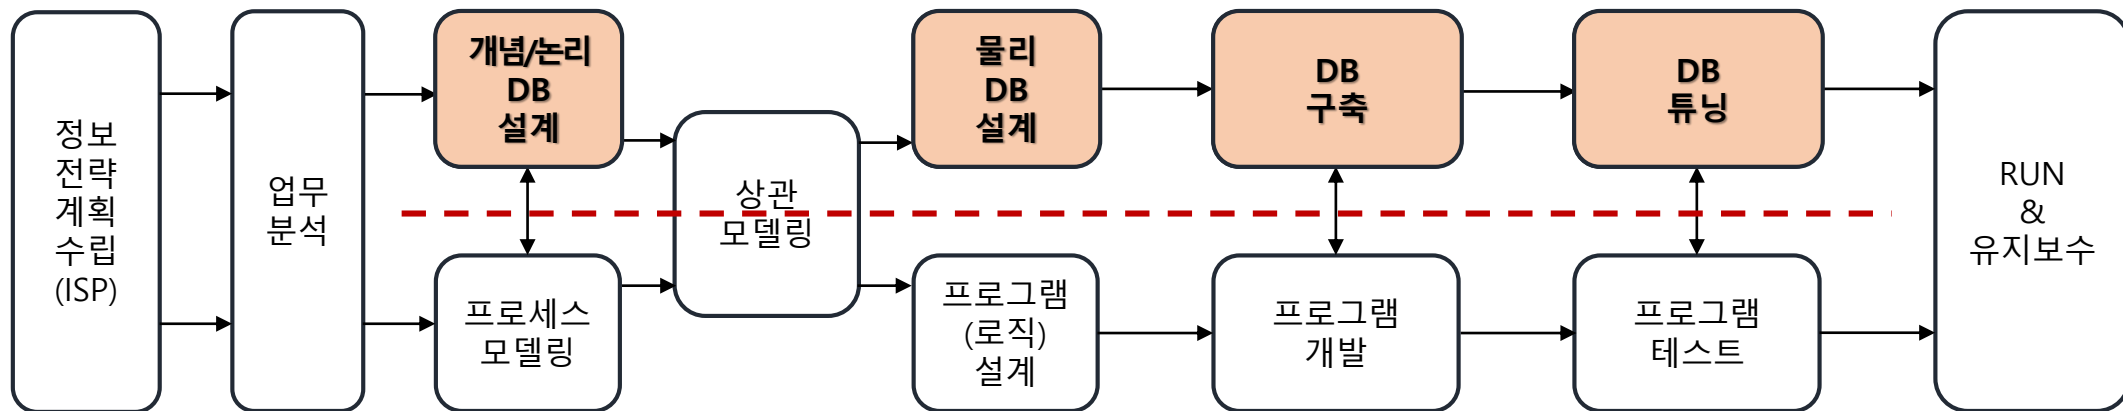 정보
전략
계획
수립
(ISP)
업무
분석
개념/논리
DB
설계
프로세스
모델링
상관
모델링
물리
DB
설계
프로그램
(로직)
설계
DB
구축
프로그램
개발
DB
튜닝
프로그램
테스트
RUN
&
유지보수